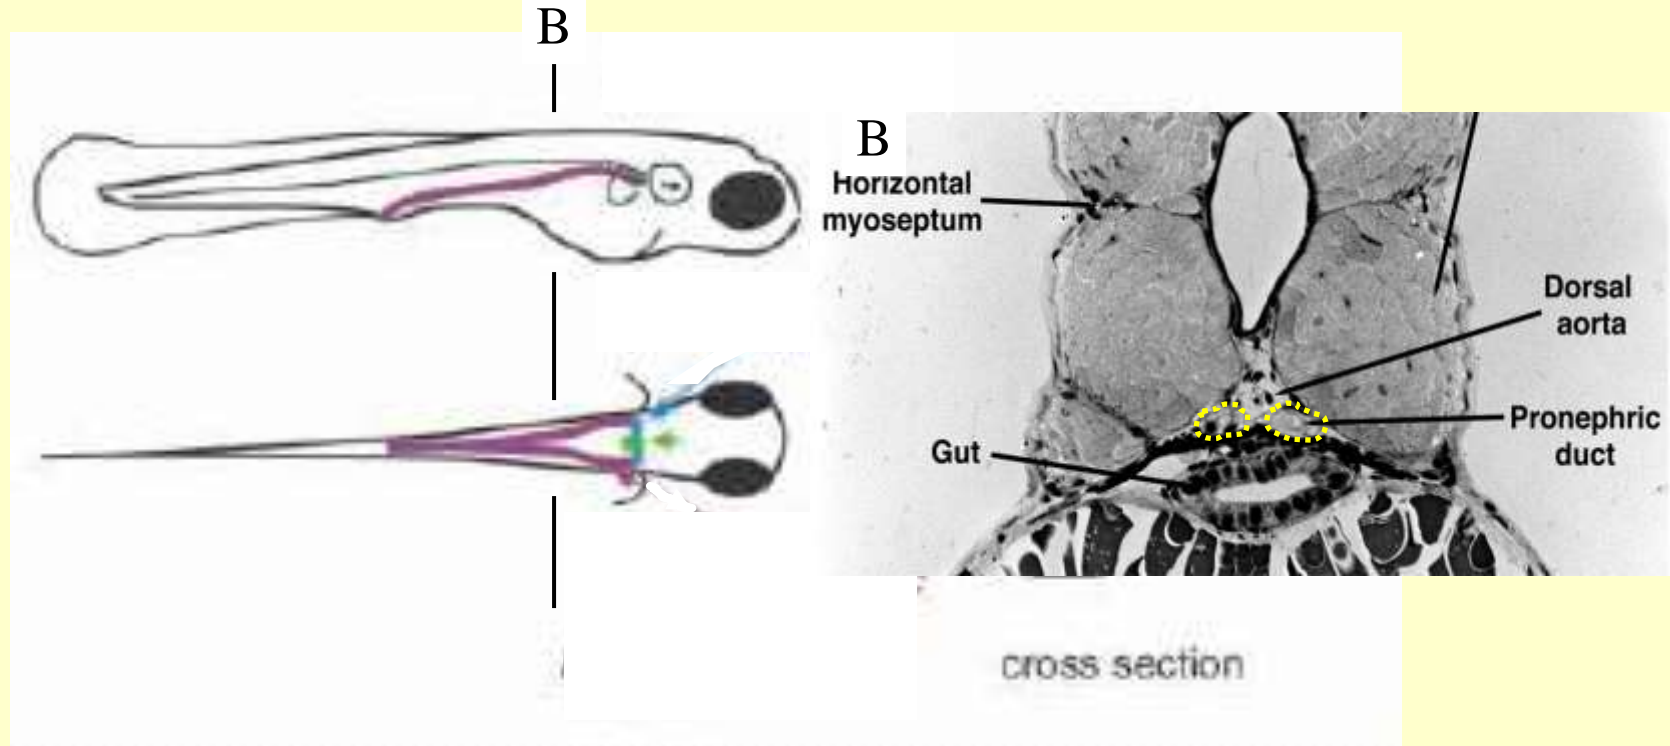 B
B
Horizontal
myoseptum
Dorsal
aorta
Pronephric
duct
Gut
cross section